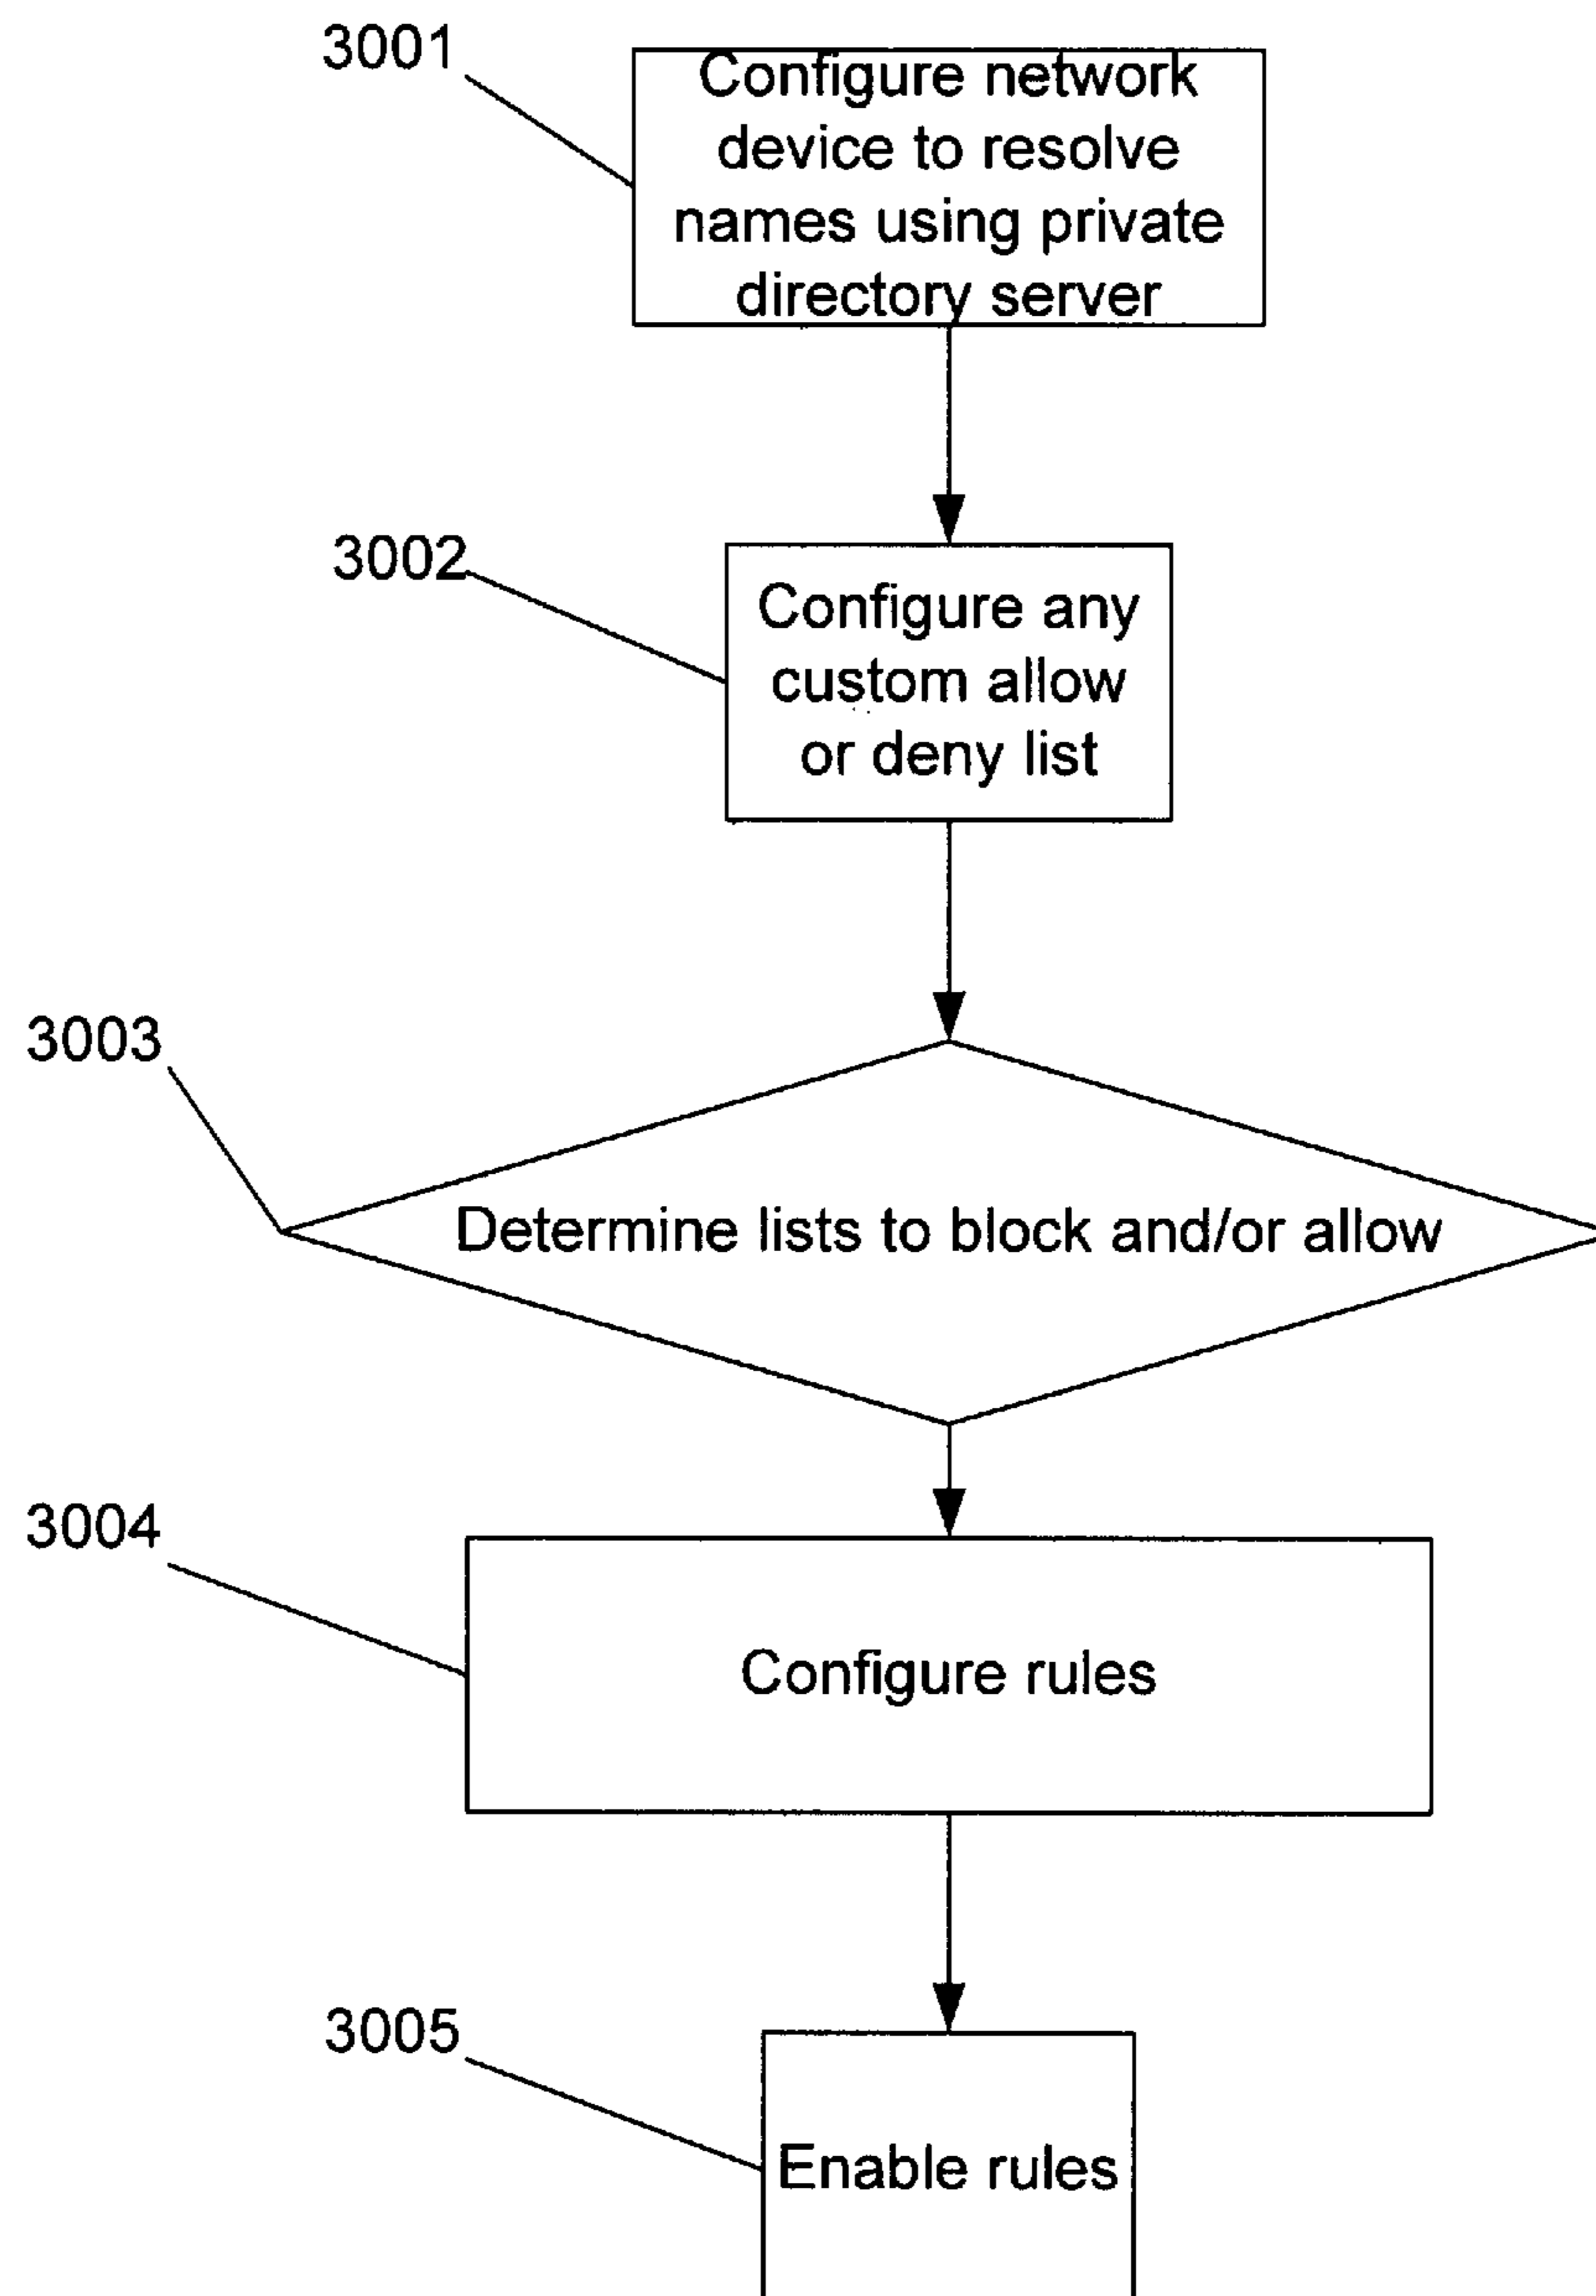 3001
Configure network
device to resolve
names using private
directory server
3002
Configure any
custom allow
or deny list
3003
Determine lists to block and/or allow
3004
Configure rules
3005
Enable rules